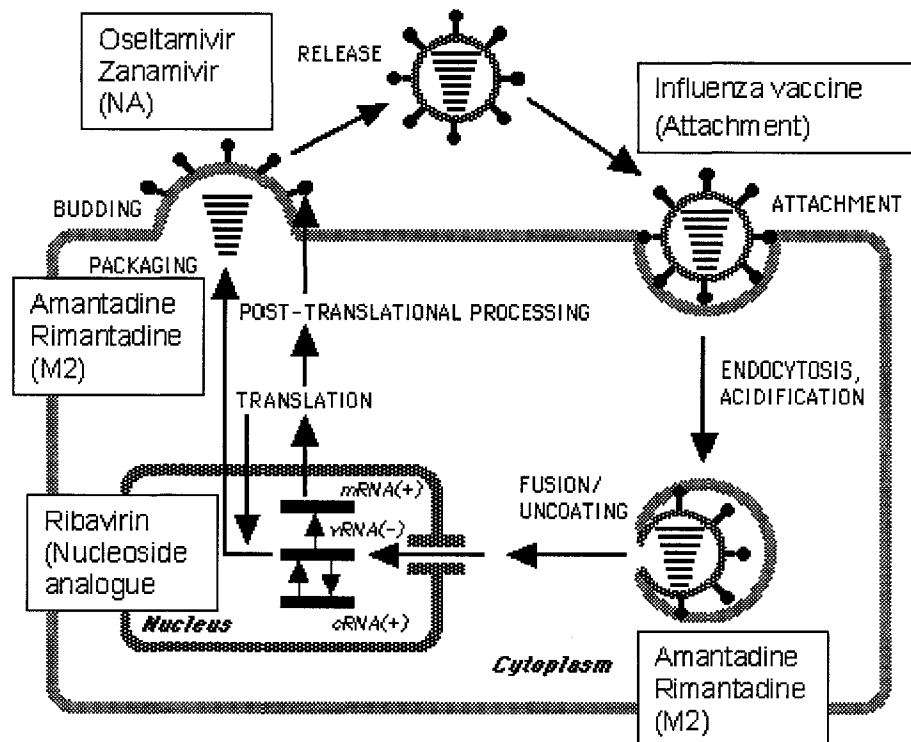 Oseltamivir
Zanamivir
(NA)
RELEASE
Influenza vaccine
(Attachment)
BUDDING
ATTACHMENT
PACKAGING
Amantadine
Rimantadine
(M2)
POST-TRANSLATIONAL PROCESSING
ENDOCYTOSIS,
ACIDIFICATION
TRANSLATION
mRNA(+)
FUSION/
UNCOATING
Ribavirin
(Nucleoside
analogue
vRNA(-)
cRNA(+)
Nucleus
Cytoplasm
Amantadine
Rimantadine
(M2)